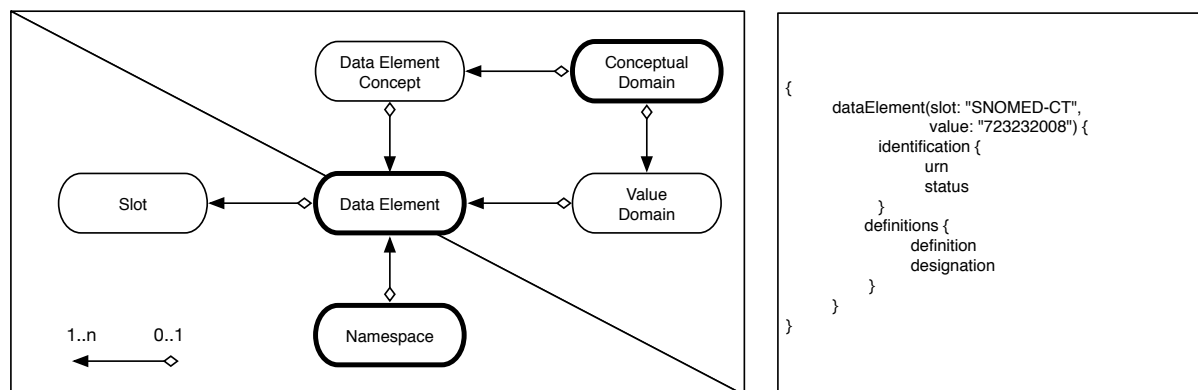 Data Element
Concept
Conceptual
Domain
Slot
Data Element
Value
Domain
Namespace
1..n 0..1
{
dataElement(slot: "SNOMED-CT",
value: "723232008") {
identification {
urn
status
}
definitions {
definition
designation
}
}
}